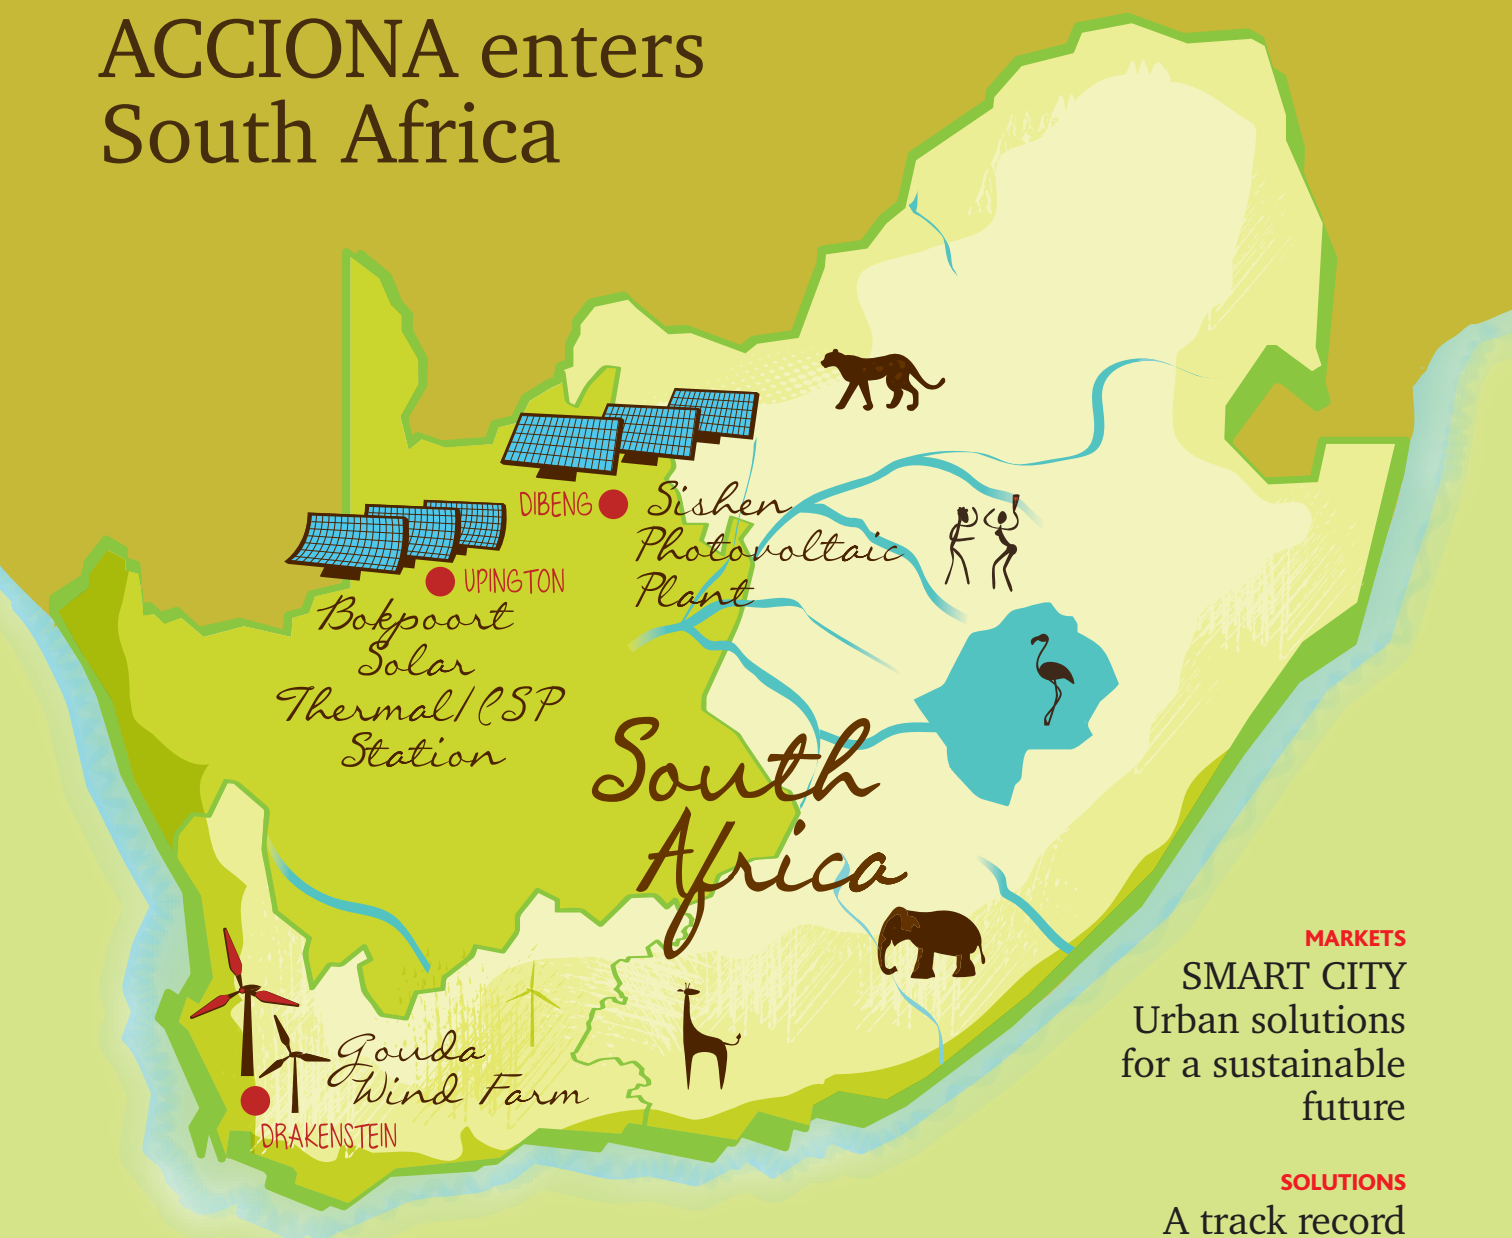 ACCIONA enters
South Africa
DIBENG
Sishen
Photovoltaic
Plant
UPINGTON
Bokpoort
Solar
Thermal/CSP
Station
South
Africa
Gouda
Wind Farm
DRAKENSTEIN
MARKETS
SMART CITY
Urban solutions
for a sustainable
future
SOLUTIONS
A track record